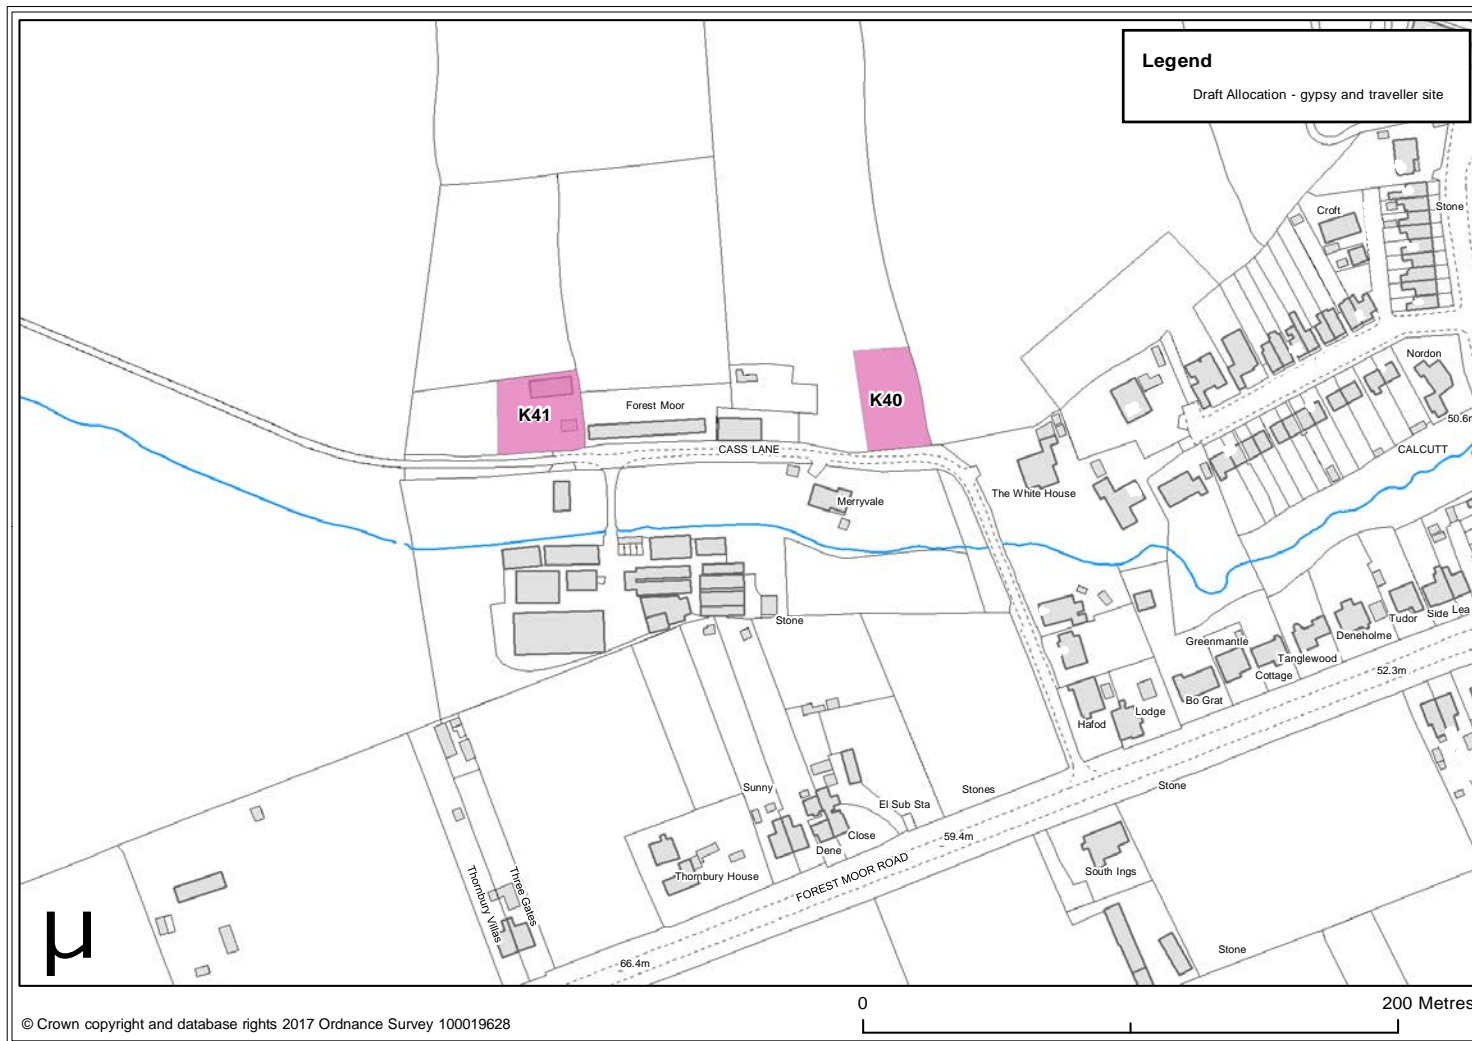 Legend
Draft Allocation - gypsy and traveller site
Croft
Stone
Nordon
50.6m
CALCUTT
K41
Forest Moor
K40
CASS LANE
The White House
Merryvale
Stone
Greenmantle
Cottage
Tanglewood
Deneholme
Tudor
Side
Lea
52.3m
Bo Grat
Lodge
Hafod
Stone
Stones
El Sub Sta
Sunny
Close
Dene
59.4m
FOREST MOOR ROAD
Thornbury House
South Ings
Three Gates
Thornbury Villas
Stone
66.4m
µ
© Crown copyright and database rights 2017 Ordnance Survey 100019628
0
200 Metres